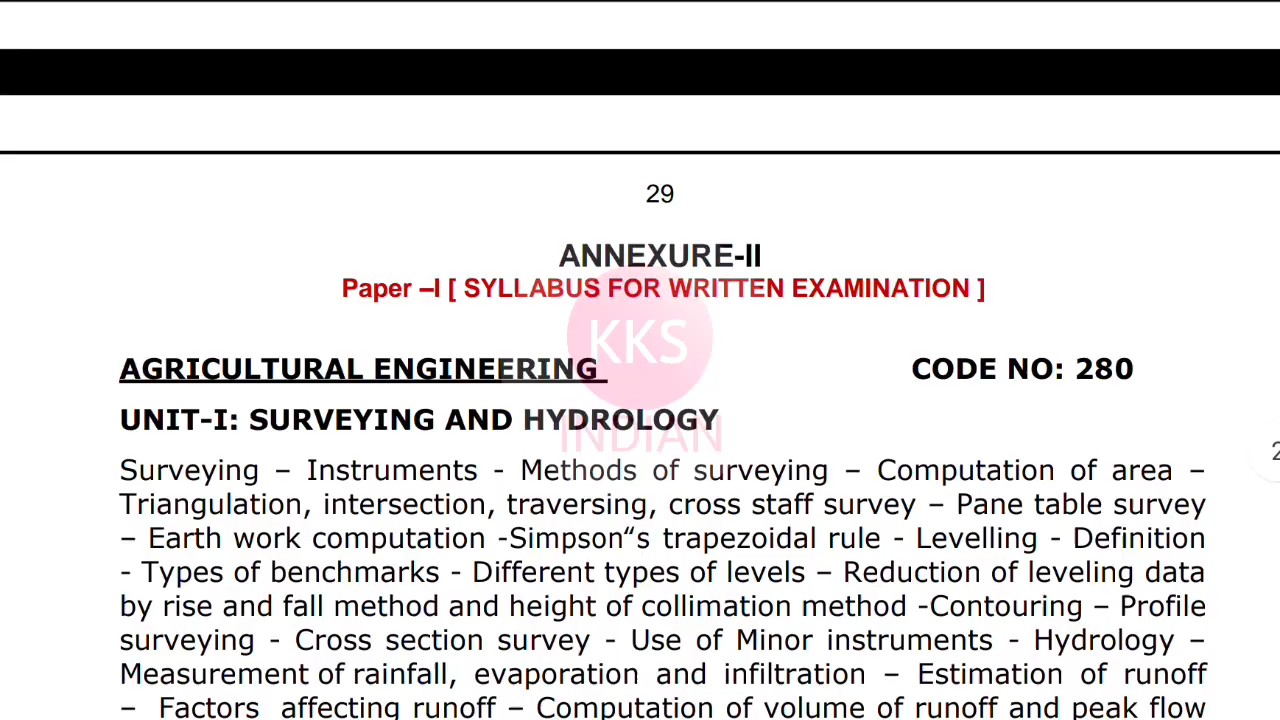 29
ANNEXURE-II
Paper –I [ SYLLABUS FOR WRITTEN EXAMINATION ]
KKS
INDIAN
AGRICULTURAL ENGINEERING CODE NO: 280
UNIT-I: SURVEYING AND HYDROLOGY
Surveying – Instruments - Methods of surveying – Computation of area –
Triangulation, intersection, traversing, cross staff survey – Pane table survey
– Earth work computation -Simpson“s trapezoidal rule - Levelling - Definition
- Types of benchmarks - Different types of levels – Reduction of leveling data
by rise and fall method and height of collimation method -Contouring – Profile
surveying - Cross section survey - Use of Minor instruments - Hydrology –
Measurement of rainfall, evaporation and infiltration – Estimation of runoff
– Factors affecting runoff – Computation of volume of runoff and peak flow